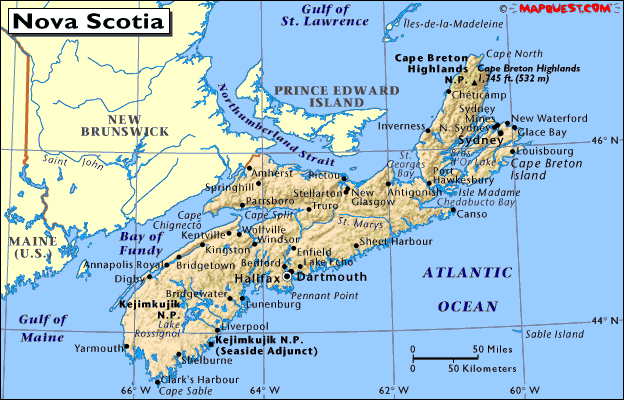 Nova Scotia
Gulf of
St. Lawrence
Îles-de-la-Madeleine
© MAPQUEST.COM™
Cape Breton
Highlands
N.P.
Cape North
Cape Breton Highlands
1,745 ft. (532 m)
Chéticamp
PRINCE EDWARD
ISLAND
Northumberland Strait
NEW
BRUNSWICK
Saint John
Sydney
Mines
N. Sydney
New Waterford
Glace Bay
Sydney
Inverness
46° N
Louisbourg
Bras
d'Or Lake
Cape Breton
Island
St.
Georges
Bay
Port
Hawkesbury
Isle Madame
Chedabucto Bay
Canso
Amherst
Pictou
Springhill
Stellarton
New
Glasgow
Antigonish
Parrsboro
Truro
Cape
Chignecto
Cape Split
St. Marys
MAINE
(U.S.)
Bay of
Fundy
Kentville
Wolfville
Windsor
Kingston
Enfield
Sheet Harbour
Annapolis Royal
Bridgetown
Bedford
Lake Echo
Digby
Halifax
Dartmouth
ATLANTIC
OCEAN
Bridgewater
Pennant Point
Kejimkujik
N.P.
Lunenburg
Lake
Rossignol
Gulf of
Maine
Liverpool
44° N
Sable Island
Yarmouth
Kejimkujik N.P.
(Seaside Adjunct)
Shelburne
Clark's Harbour
Cape Sable
0 50 Miles
0 50 Kilometers
66° W
64° W
62° W
60° W